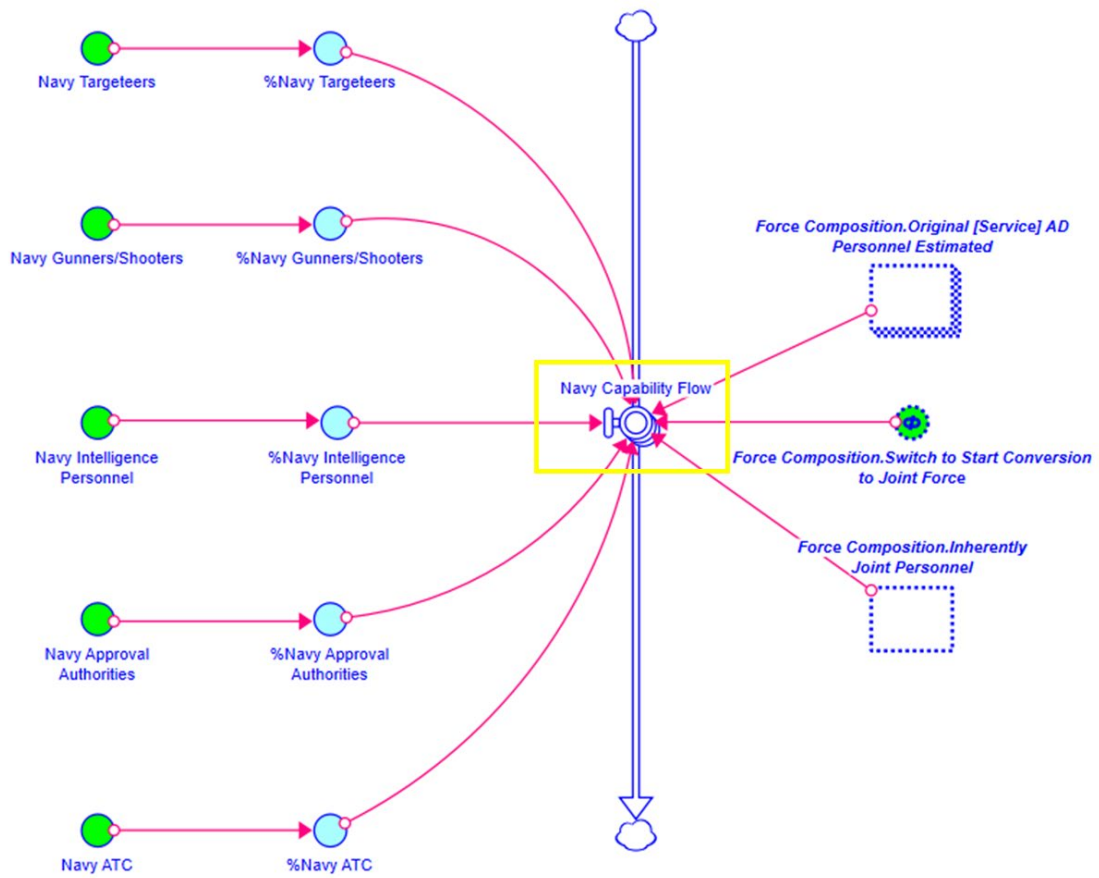 Navy Targeteers
%Navy Targeteers
Navy Gunners/Shooters
%Navy Gunners/Shooters
Force Composition.Original [Service] AD
Personnel Estimated
Navy Capability Flow
Navy Intelligence
Personnel
%Navy Intelligence
Personnel
Force Composition.Switch to Start Conversion
to Joint Force
Force Composition.Inherently
Joint Personnel
Navy Approval
Authorities
%Navy Approval
Authorities
Navy ATC
%Navy ATC